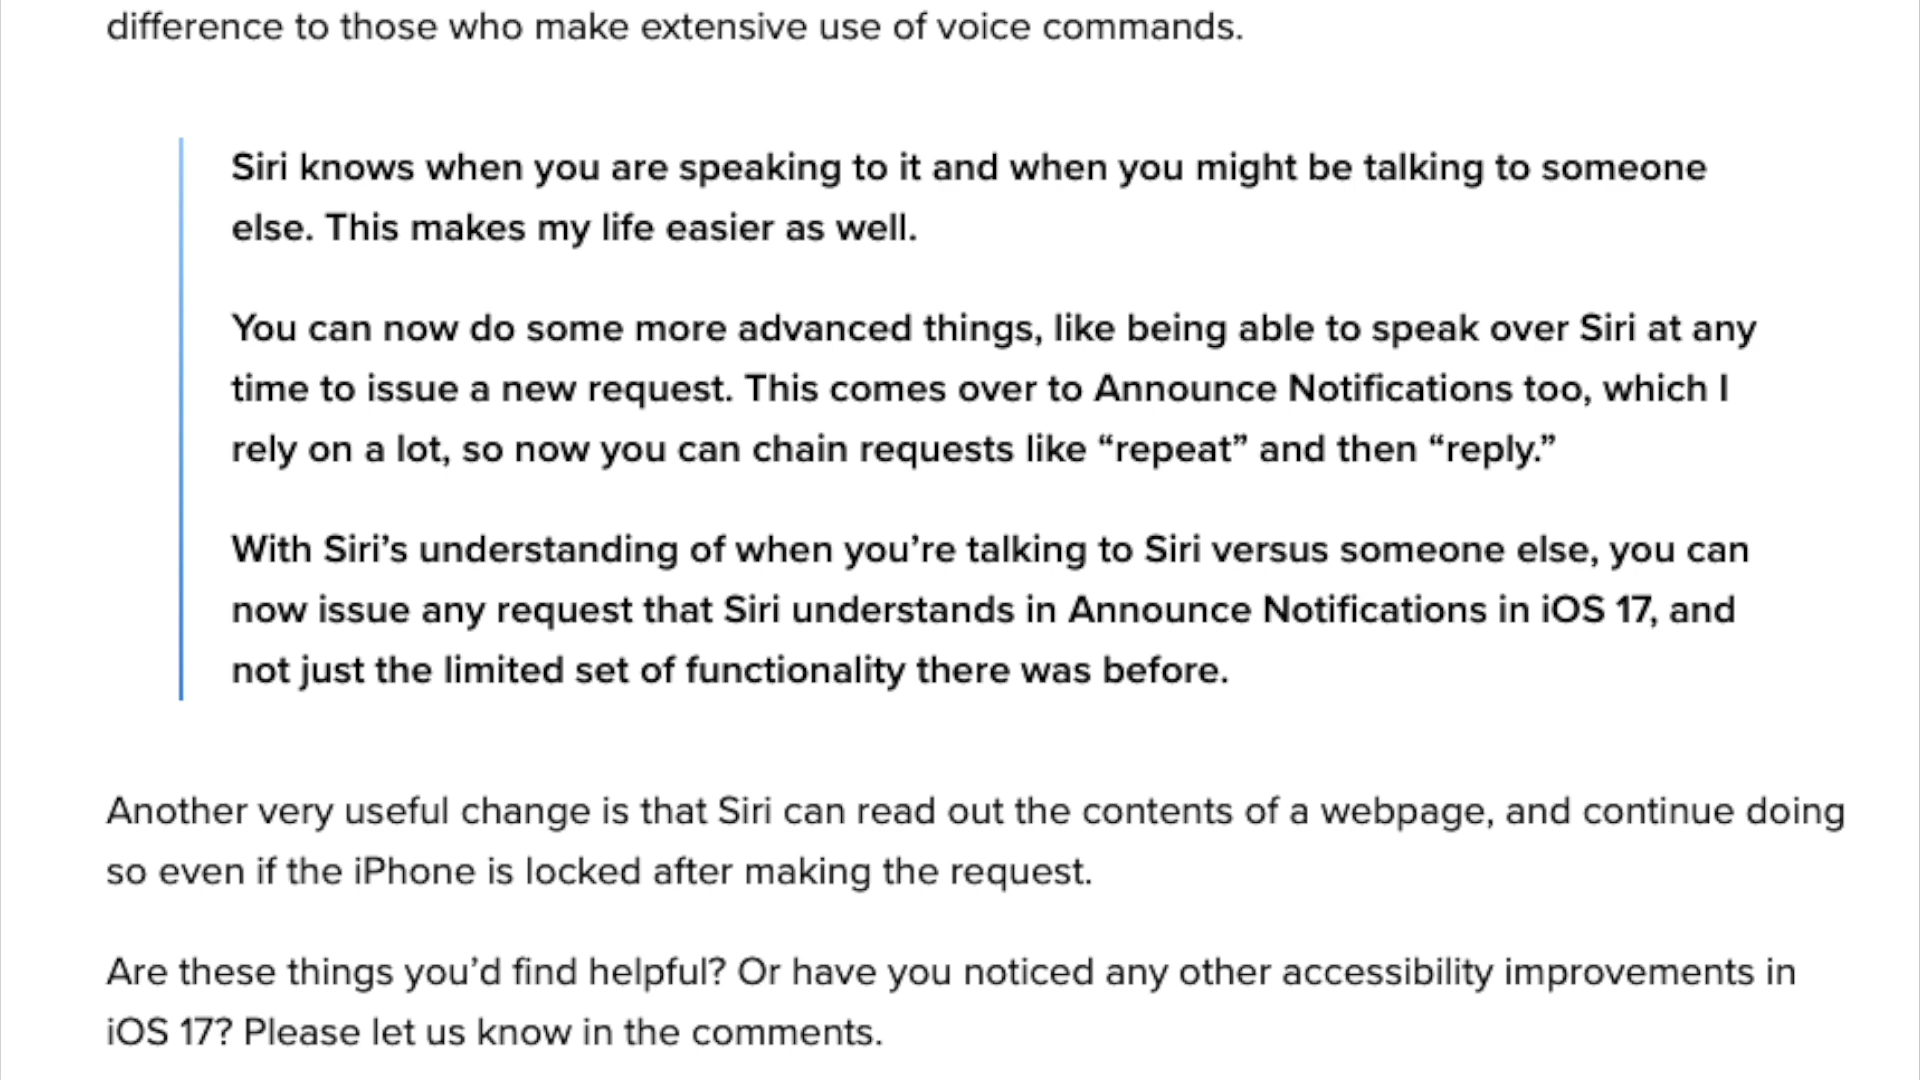 difference to those who make extensive use of voice commands.
Siri knows when you are speaking to it and when you might be talking to someone
else. This makes my life easier as well.
You can now do some more advanced things, like being able to speak over Siri at any
time to issue a new request. This comes over to Announce Notifications too, which I
rely on a lot, so now you can chain requests like “repeat” and then “reply.”
With Siri’s understanding of when you’re talking to Siri versus someone else, you can
now issue any request that Siri understands in Announce Notifications in iOS 17, and
not just the limited set of functionality there was before.
Another very useful change is that Siri can read out the contents of a webpage, and continue doing
so even if the iPhone is locked after making the request.
Are these things you’d find helpful? Or have you noticed any other accessibility improvements in
iOS 17? Please let us know in the comments.